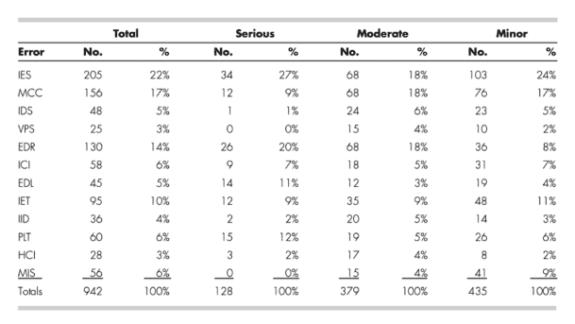 Total Serious Moderate Minor
Error No. % No. % No. % No. %
IES 205 22% 34 27% 68 18% 103 24%
MCC 156 17% 12 9% 68 18% 76 17%
IDS 48 5% 1 1% 24 6% 23 5%
VPS 25 3% 0 0% 15 4% 10 2%
EDR 130 14% 26 20% 68 18% 36 8%
ICI 58 6% 9 7% 18 5% 31 7%
EDL 45 5% 14 11% 12 3% 19 4%
IET 95 10% 12 9% 35 9% 48 11%
IID 36 4% 2 2% 20 5% 14 3%
PLT 60 6% 15 12% 19 5% 26 6%
HCI 28 3% 3 2% 17 4% 8 2%
MIS 56 6% 0 0% 15 4% 41 9%
Totals 942 100% 128 100% 379 100% 435 100%